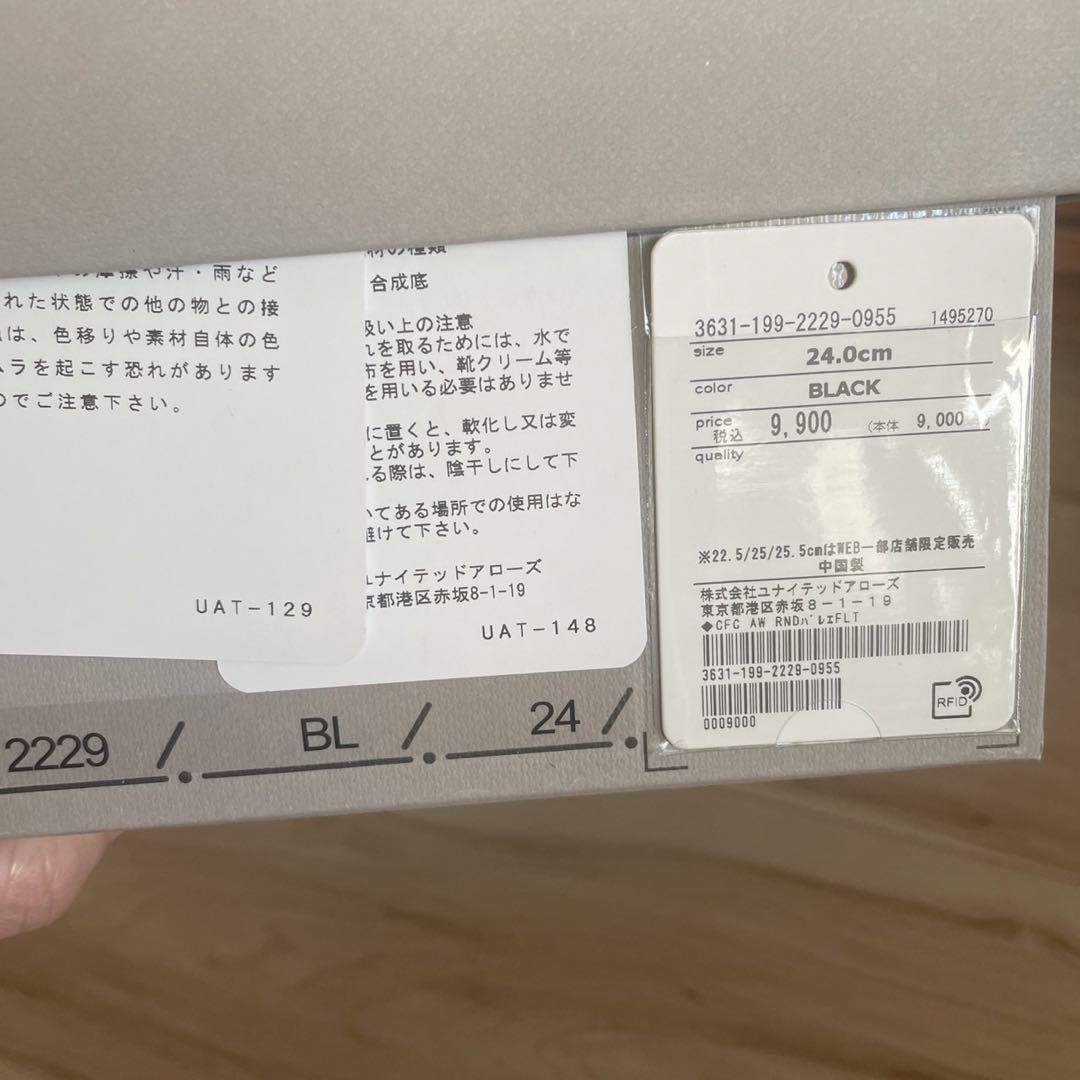 の摩擦や汗・雨など
れた状態での他の物との接
は、色移りや素材自体の色
ムラを起こす恐れがあります
のでご注意下さい。
UAT-129
材の種類
合成底
扱い上の注意
れを取るためには、水で
布を用い、靴クリーム等
を用いる必要はありませ
に置くと、軟化し又は変
とがあります。
る際は、陰干しにして下
いてある場所での使用はな
避けて下さい。
ユナイテッドアローズ
京都港区赤坂8-1-19
UAT-148
3631-199-2229-0955 1495270
size 24.0cm
color BLACK
price 税込 9,900 (本体 9,000 )
quality
※22.5/25/25.5cmはWEB一部店舗限定販売
中国製
株式会社ユナイテッドアローズ
東京都港区赤坂8-1-19
◆CFC AW RNDバレエFLT
3631-199-2229-0955
0009000
RFID
2229 /. BL /. 24 /.